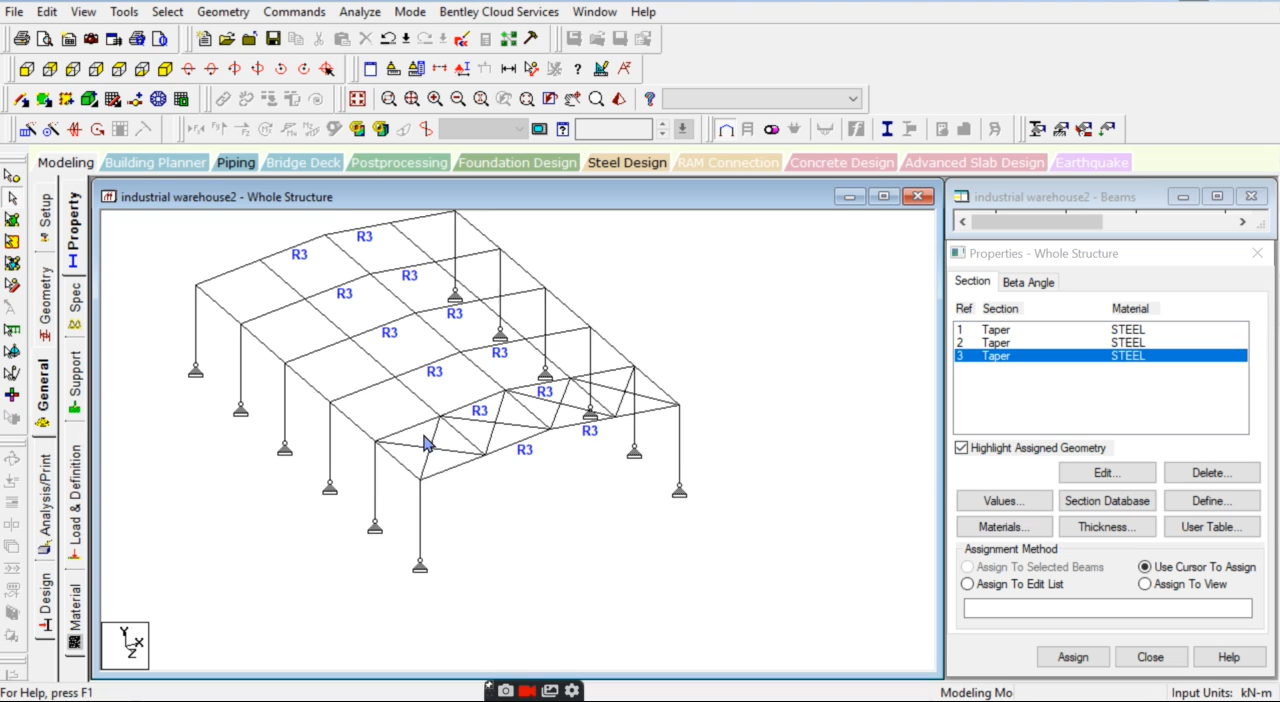 File Edit View Tools Select Geometry Commands Analyze Mode Bentley Cloud Services Window Help
Modeling Building Planner Piping Bridge Deck Postprocessing Foundation Design Steel Design RAM Connection Concrete Design Advanced Slab Design Earthquake
Setup
Geometry
General
Analysis/Print
Design
Property
Spec
Support
Load & Definition
Material
industrial warehouse2 - Whole Structure
R3
R3
R3
R3
R3
R3
R3
R3
R3
R3
R3
R3
Y
X
Z
industrial warehouse2 - Beams
Properties - Whole Structure
Section Beta Angle
Ref Section Material
1 Taper STEEL
2 Taper STEEL
3 Taper STEEL
Highlight Assigned Geometry
Edit... Delete...
Values... Section Database Define...
Materials... Thickness... User Table...
Assignment Method
Assign To Selected Beams Use Cursor To Assign
Assign To Edit List Assign To View
Assign Close Help
For Help, press F1 Modeling Mo Input Units: kN-m